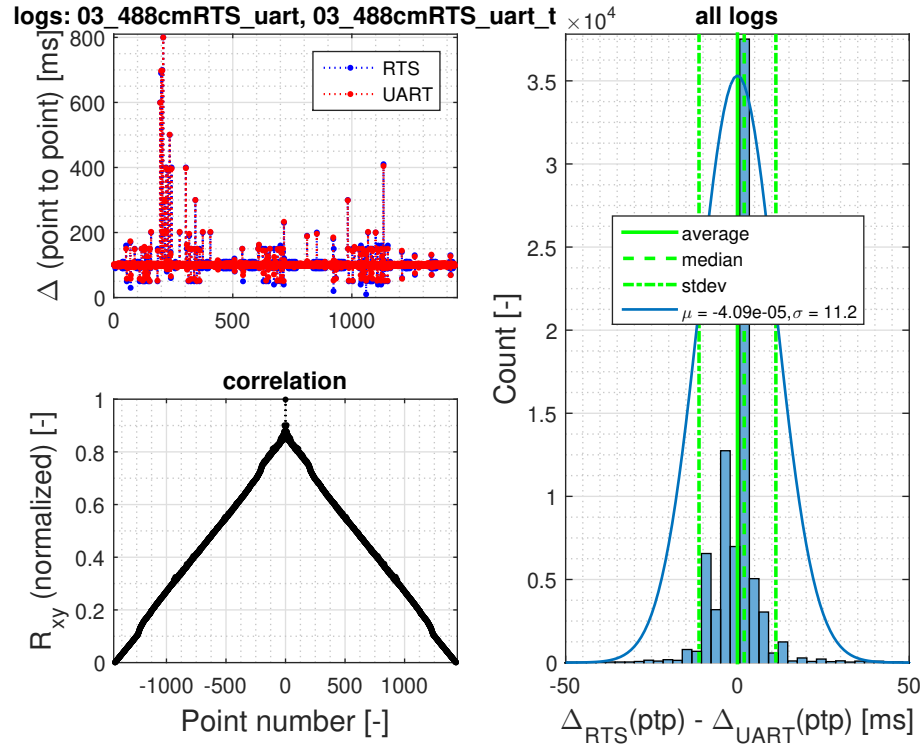 logs: 03_488cmRTS_uart, 03_488cmRTS_uart_t
Δ (point to point) [ms]
800
600
400
200
0
0
500
1000
RTS
UART
correlation
R_xy (normalized) [-]
1
0.8
0.6
0.4
0.2
0
-1000
-500
0
500
1000
Point number [-]
×10^4
all logs
Count [-]
3.5
3
2.5
2
1.5
1
0.5
0
-50
0
50
average
median
stdev
μ = -4.09e-05, σ = 11.2
Δ_RTS(ptp) - Δ_UART(ptp) [ms]